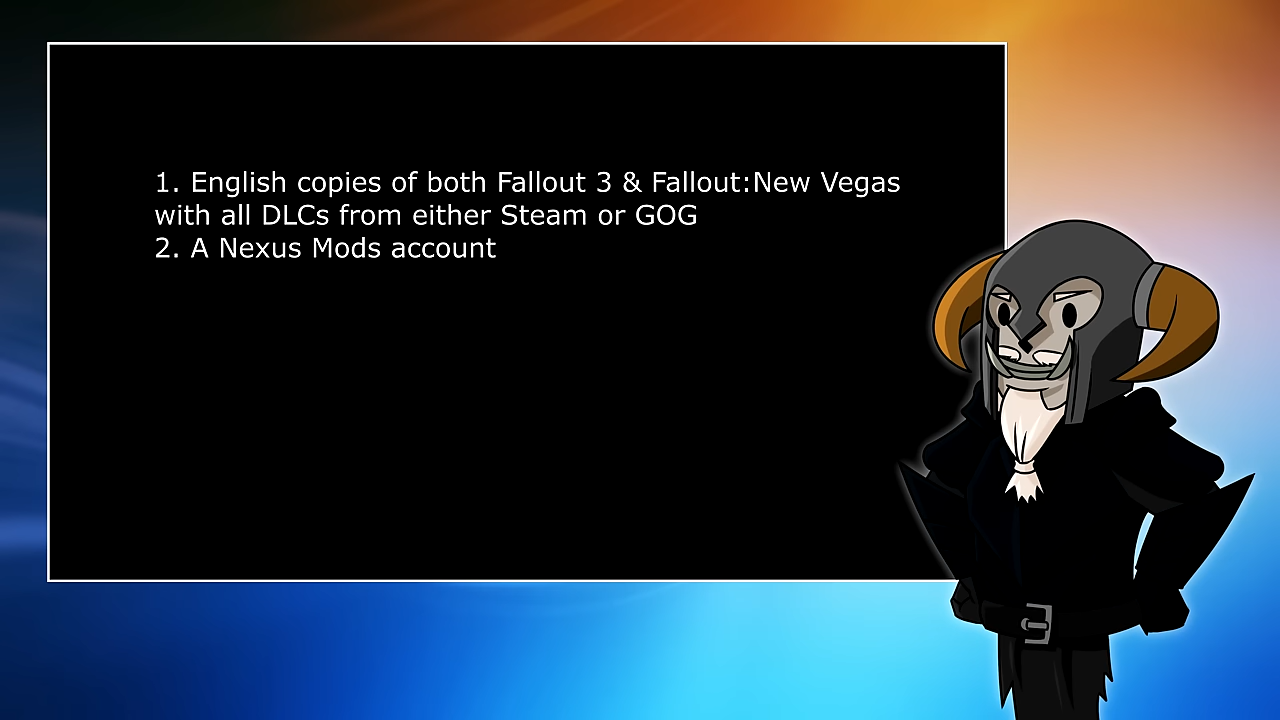 1. English copies of both Fallout 3 & Fallout:New Vegas
with all DLCs from either Steam or GOG
2. A Nexus Mods account